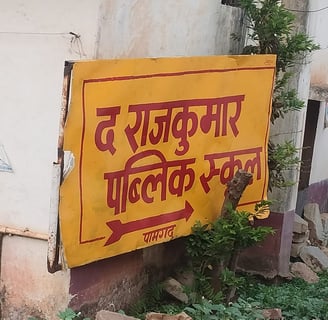 द राजकुमार
पब्लिक स्कूल
पामगढ़